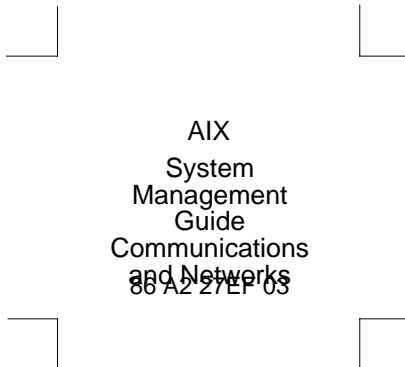 AIX
System
Management
Guide
Communications
and Networks
86 A2 27EF 03